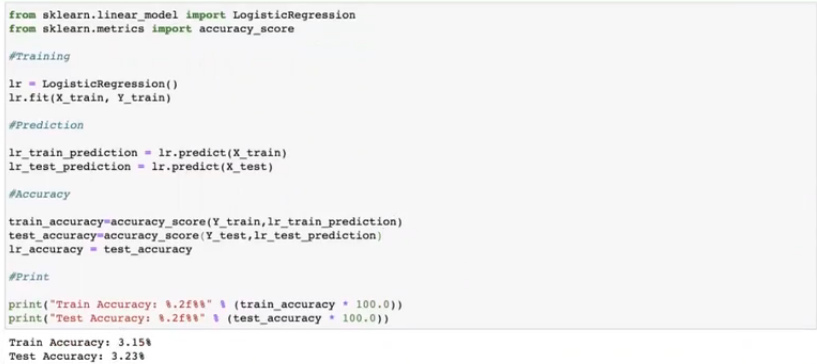 from sklearn.linear_model import LogisticRegression
from sklearn.metrics import accuracy_score
#Training
lr = LogisticRegression()
lr.fit(X_train, Y_train)
#Prediction
lr_train_prediction = lr.predict(X_train)
lr_test_prediction = lr.predict(X_test)
#Accuracy
train_accuracy=accuracy_score(Y_train,lr_train_prediction)
test_accuracy=accuracy_score(Y_test,lr_test_prediction)
lr_accuracy = test_accuracy
#Print
print("Train Accuracy: %.2f%%" % (train_accuracy * 100.0))
print("Test Accuracy: %.2f%%" % (test_accuracy * 100.0))
Train Accuracy: 3.15%
Test Accuracy: 3.23%